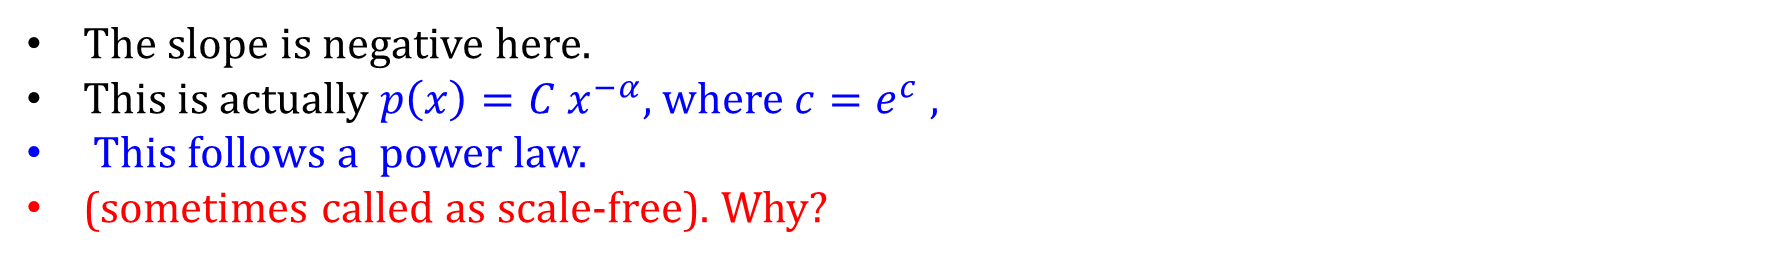 • The slope is negative here.
• This is actually p(x) = C x^{−α}, where c = e^c ,
• This follows a power law.
• (sometimes called as scale-free). Why?